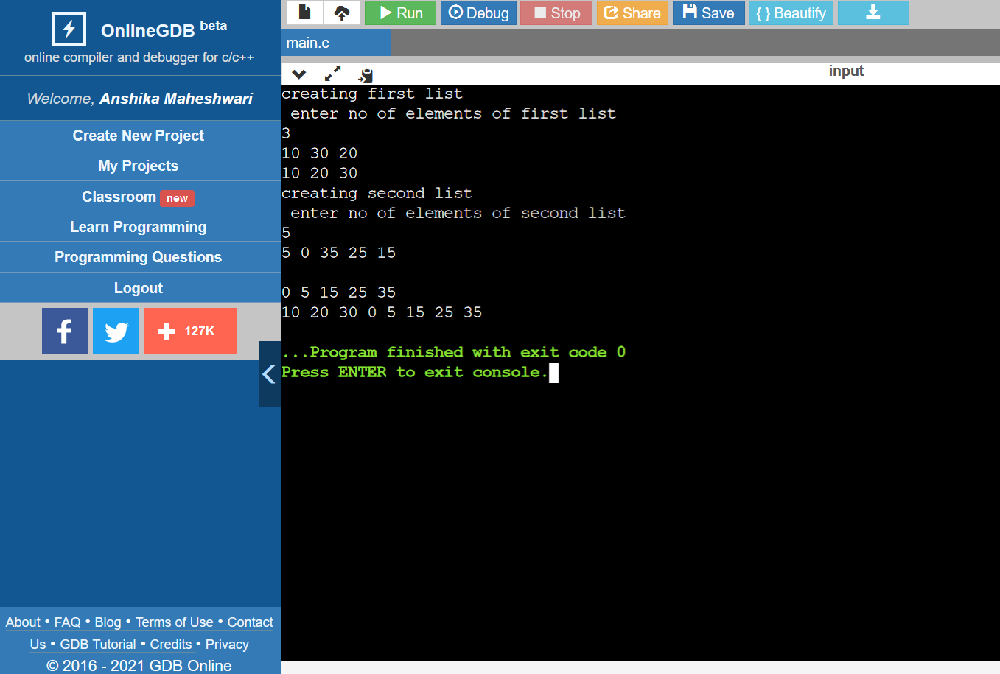 OnlineGDB beta
online compiler and debugger for c/c++
Welcome, Anshika Maheshwari
Create New Project
My Projects
Classroom new
Learn Programming
Programming Questions
Logout
127K
About • FAQ • Blog • Terms of Use • Contact
Us • GDB Tutorial • Credits • Privacy
© 2016 - 2021 GDB Online
Run Debug Stop Share Save { } Beautify
main.c
input
creating first list
enter no of elements of first list
3
10 30 20
10 20 30
creating second list
enter no of elements of second list
5
5 0 35 25 15
0 5 15 25 35
10 20 30 0 5 15 25 35
...Program finished with exit code 0
Press ENTER to exit console.